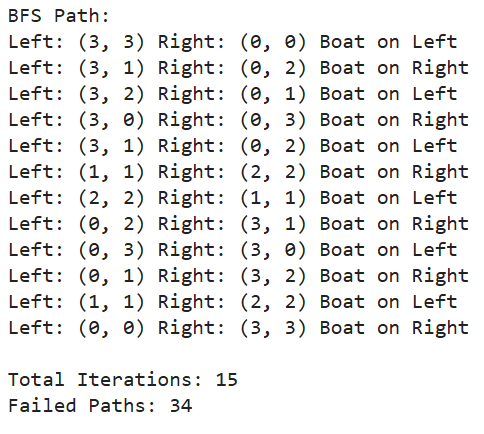 BFS Path:
Left: (3, 3) Right: (0, 0) Boat on Left
Left: (3, 1) Right: (0, 2) Boat on Right
Left: (3, 2) Right: (0, 1) Boat on Left
Left: (3, 0) Right: (0, 3) Boat on Right
Left: (3, 1) Right: (0, 2) Boat on Left
Left: (1, 1) Right: (2, 2) Boat on Right
Left: (2, 2) Right: (1, 1) Boat on Left
Left: (0, 2) Right: (3, 1) Boat on Right
Left: (0, 3) Right: (3, 0) Boat on Left
Left: (0, 1) Right: (3, 2) Boat on Right
Left: (1, 1) Right: (2, 2) Boat on Left
Left: (0, 0) Right: (3, 3) Boat on Right
Total Iterations: 15
Failed Paths: 34